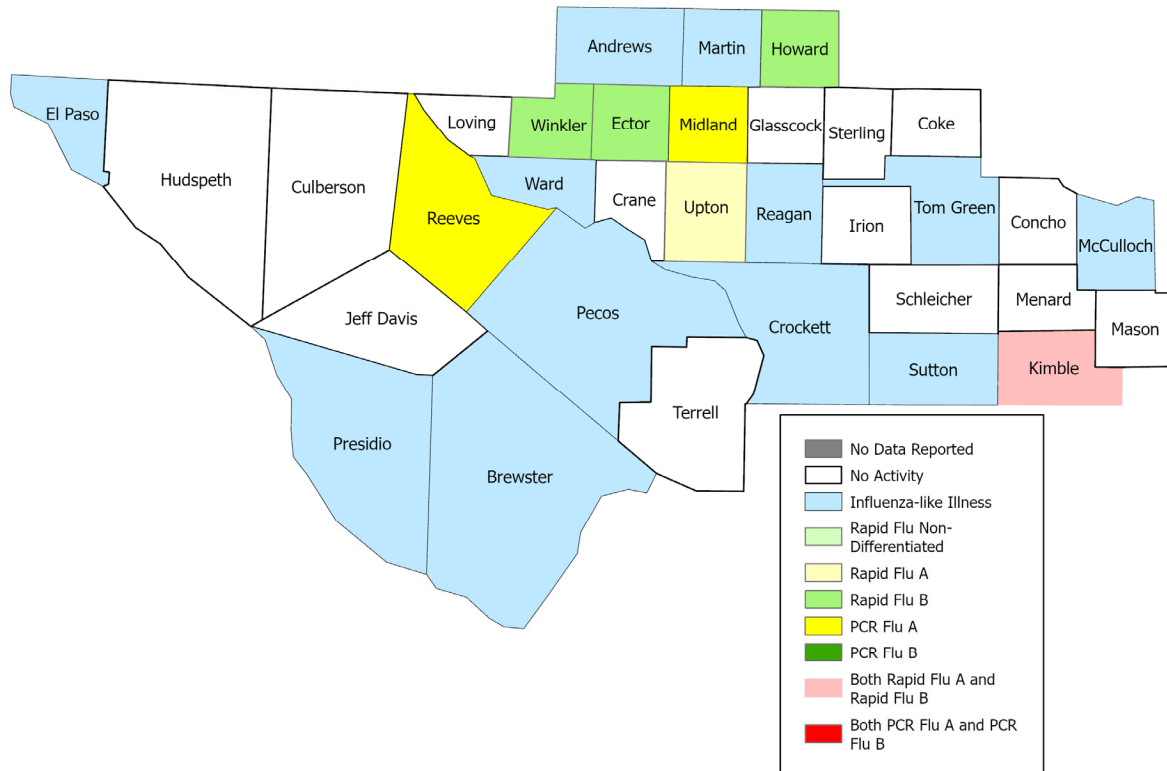 Andrews
Martin
Howard
El Paso
Hudspeth
Culberson
Loving
Winkler
Ector
Midland
Glasscock
Sterling
Coke
Reeves
Ward
Crane
Upton
Reagan
Irion
Tom Green
Concho
McCulloch
Jeff Davis
Pecos
Crockett
Schleicher
Menard
Mason
Sutton
Kimble
Terrell
Presidio
Brewster
No Data Reported
No Activity
Influenza-like Illness
Rapid Flu Non-
Differentiated
Rapid Flu A
Rapid Flu B
PCR Flu A
PCR Flu B
Both Rapid Flu A and
Rapid Flu B
Both PCR Flu A and PCR
Flu B